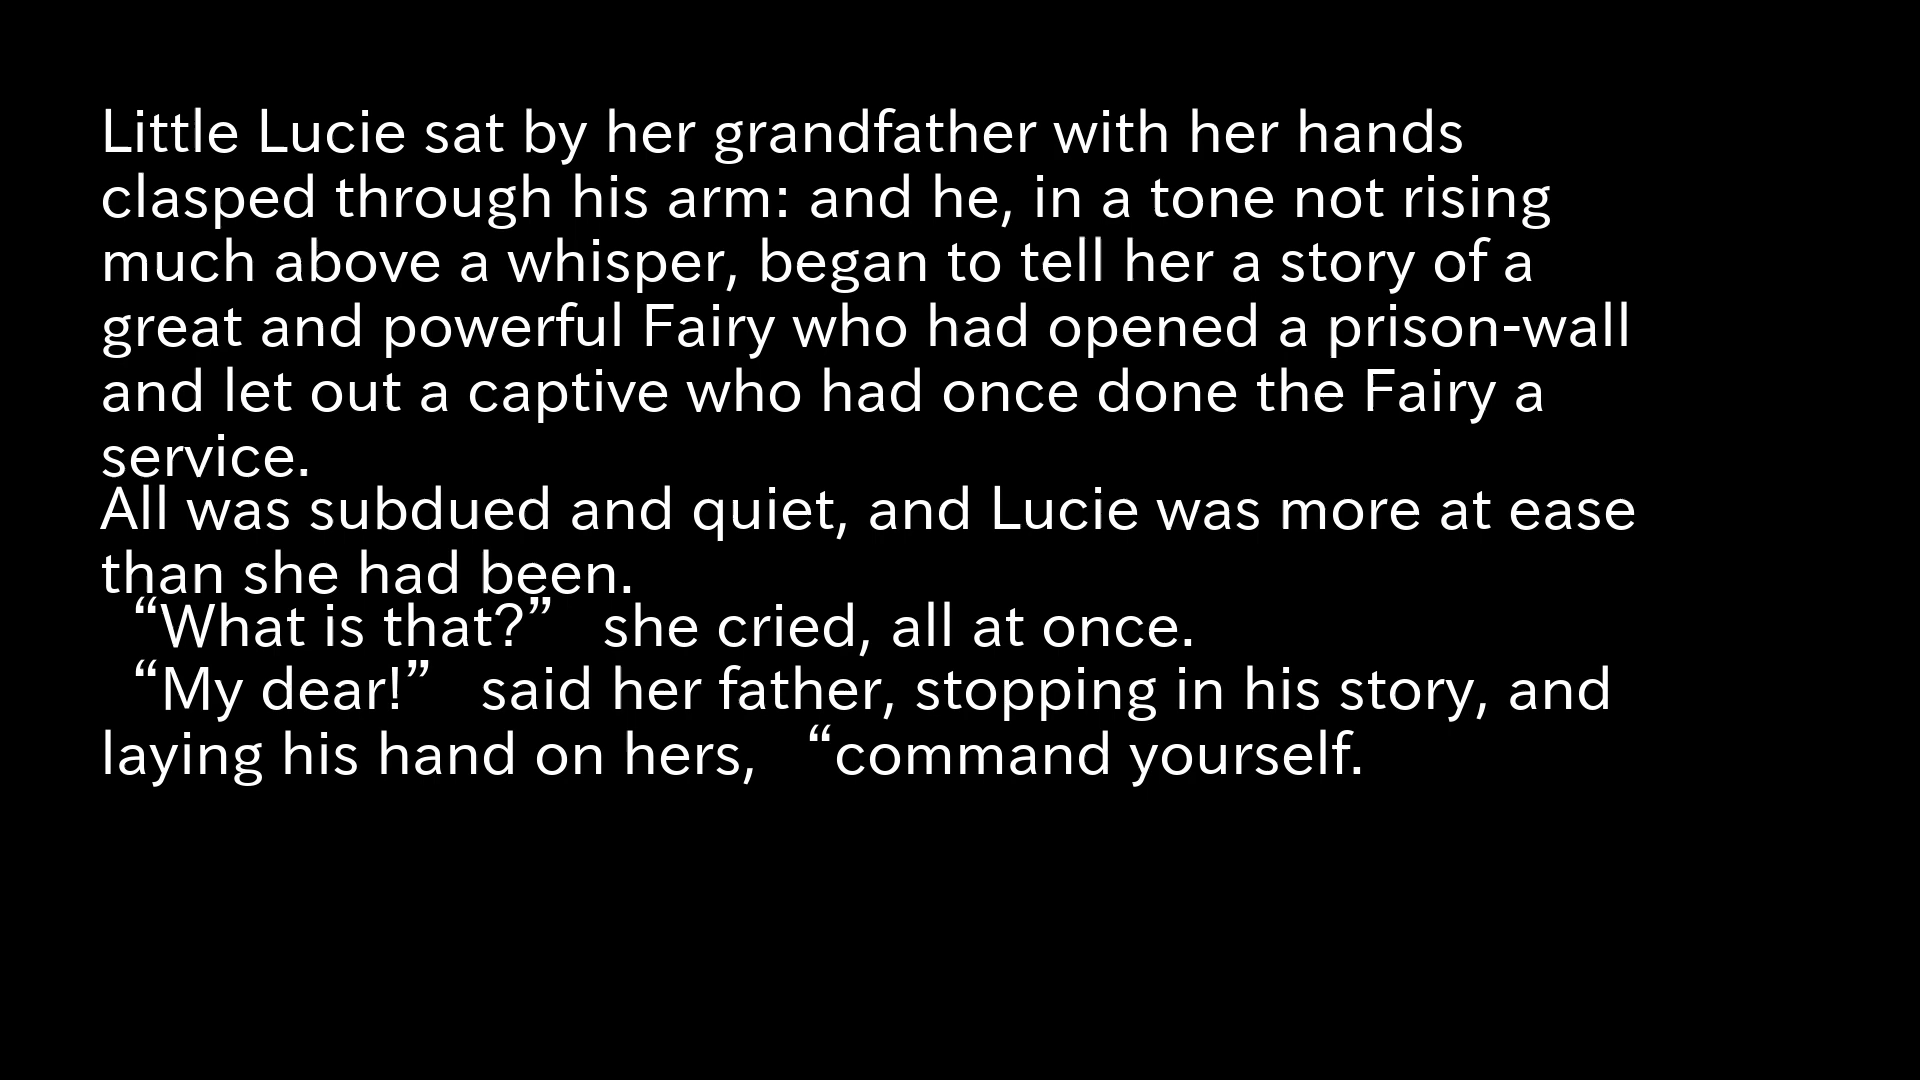 Little Lucie sat by her grandfather with her hands
clasped through his arm: and he, in a tone not rising
much above a whisper, began to tell her a story of a
great and powerful Fairy who had opened a prison-wall
and let out a captive who had once done the Fairy a
service.
All was subdued and quiet, and Lucie was more at ease
than she had been.
“What is that?” she cried, all at once.
“My dear!” said her father, stopping in his story, and
laying his hand on hers, “command yourself.